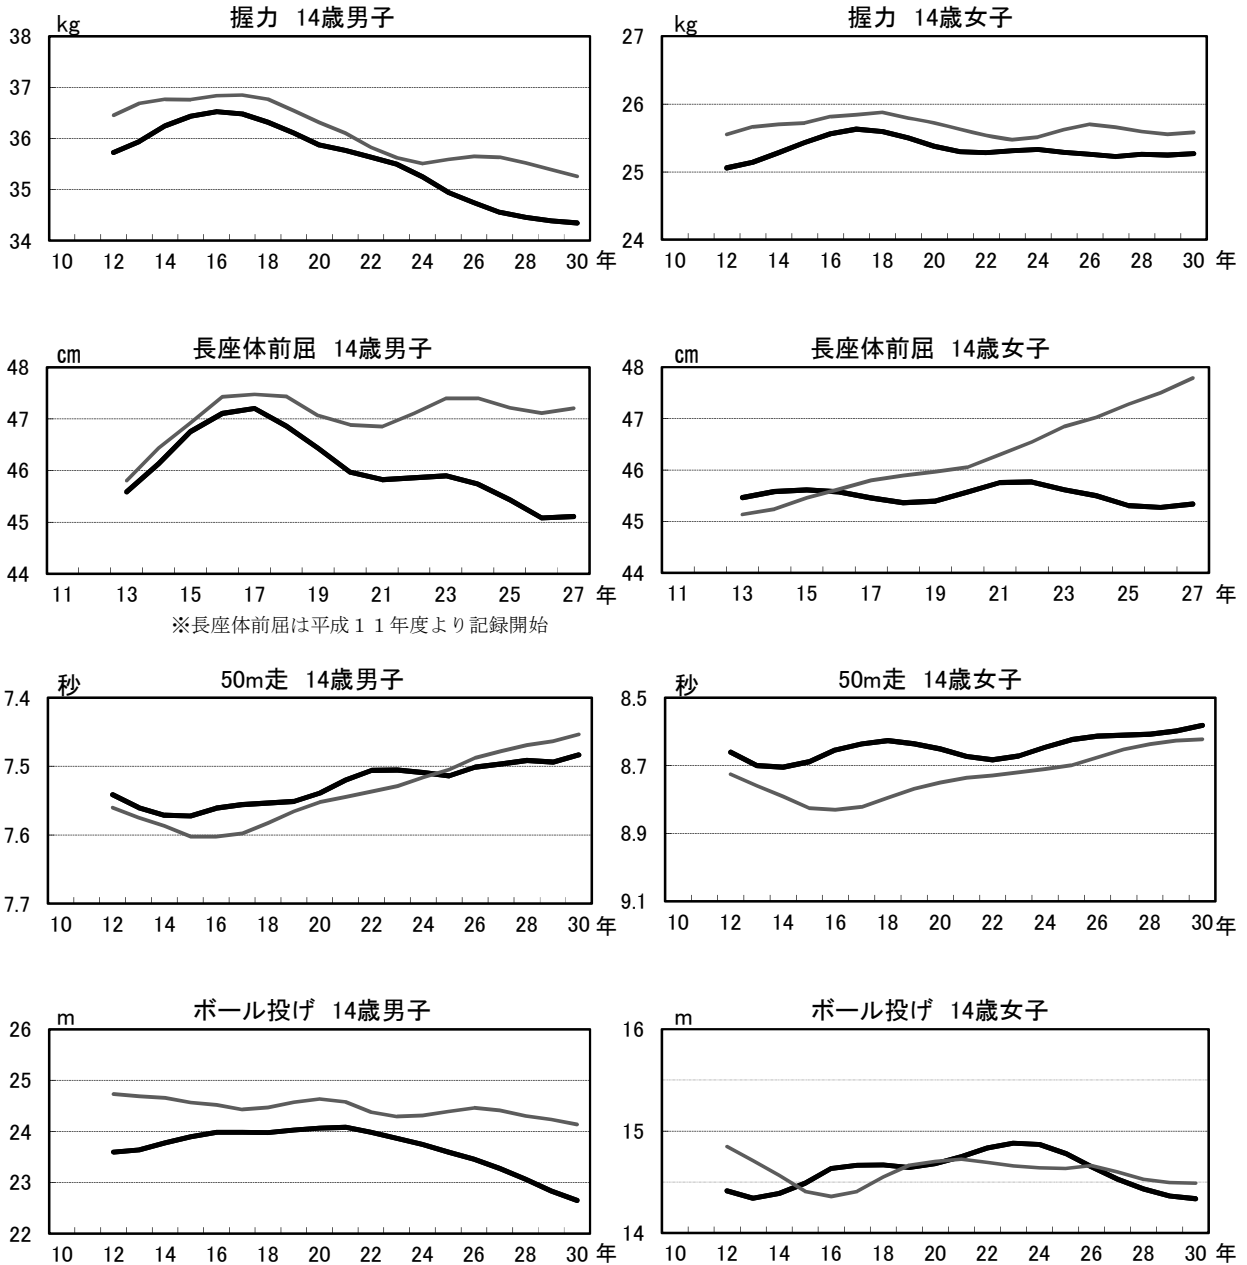 握力 14歳男子
kg
38
37
36
35
34
10 12 14 16 18 20 22 24 26 28 30 年
握力 14歳女子
kg
27
26
25
24
10 12 14 16 18 20 22 24 26 28 30 年
長座体前屈 14歳男子
cm
48
47
46
45
44
11 13 15 17 19 21 23 25 27 年
※長座体前屈は平成１１年度より記録開始
長座体前屈 14歳女子
cm
48
47
46
45
44
11 13 15 17 19 21 23 25 27 年
50m走 14歳男子
秒
7.4
7.5
7.6
7.7
10 12 14 16 18 20 22 24 26 28 30 年
50m走 14歳女子
秒
8.5
8.7
8.9
9.1
10 12 14 16 18 20 22 24 26 28 30 年
ボール投げ 14歳男子
m
26
25
24
23
22
10 12 14 16 18 20 22 24 26 28 30 年
ボール投げ 14歳女子
m
16
15
14
10 12 14 16 18 20 22 24 26 28 30 年